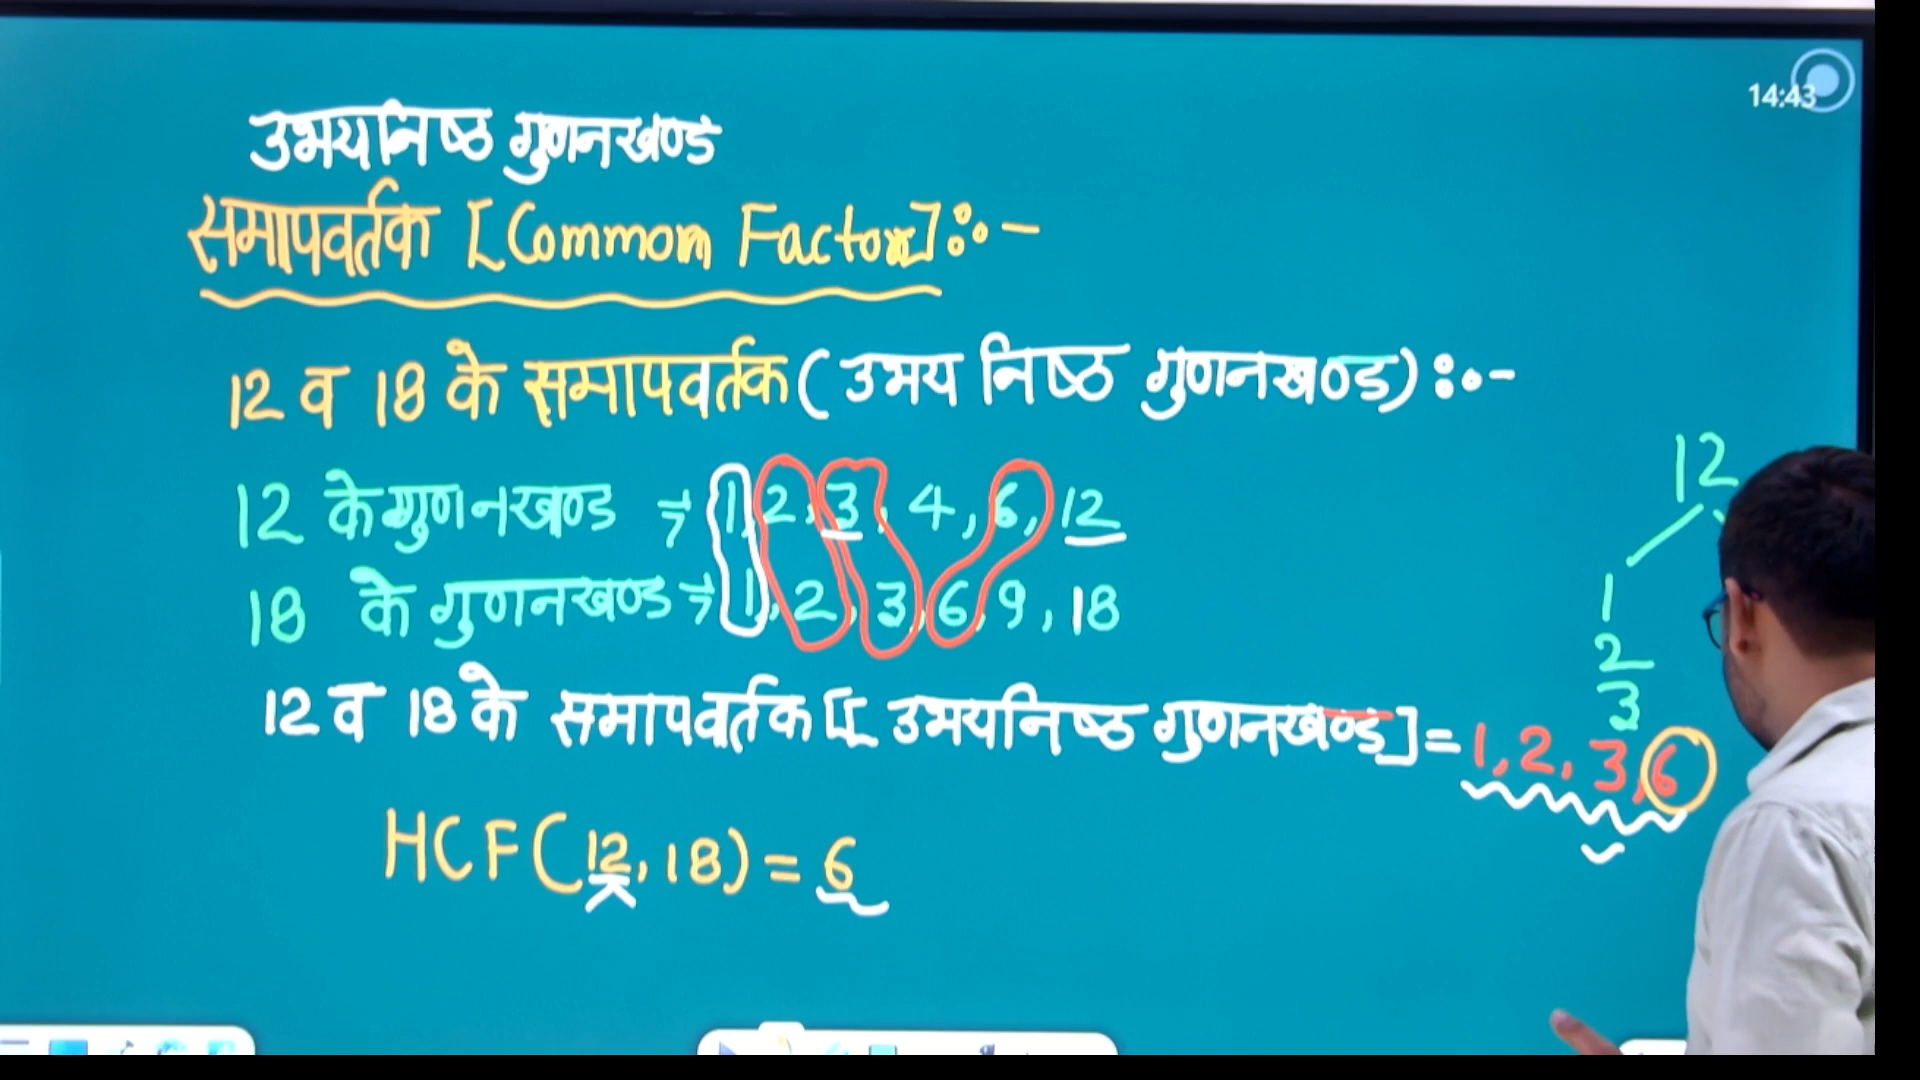 14:43
उभयनिष्ठ गुणनखण्ड
समापवर्तक [Common Factor]:-
12 व 18 के समापवर्तक (उभय निष्ठ गुणनखण्ड):-
12 के गुणनखण्ड → 1, 2, 3, 4, 6, 12
18 के गुणनखण्ड → 1, 2, 3, 6, 9, 18
12 व 18 के समापवर्तक [उभयनिष्ठ गुणनखण्ड] = 1, 2, 3, 6
HCF(12, 18) = 6
12
1
2
3